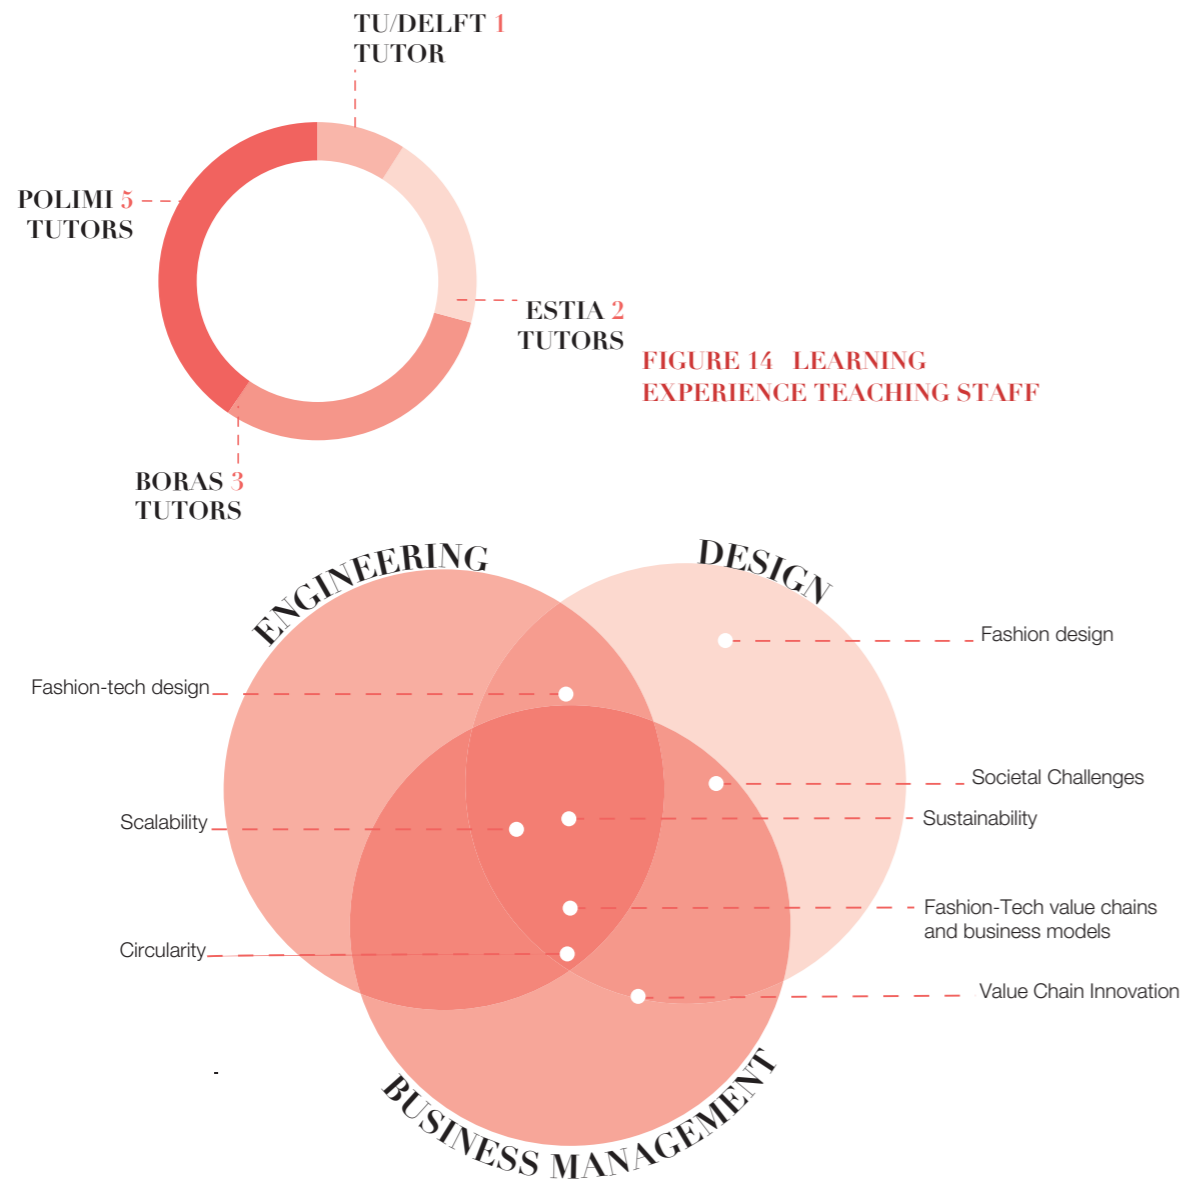 TU/DELFT 1
TUTOR
POLIMI 5
TUTORS
ESTIA 2
TUTORS
FIGURE 14 LEARNING
EXPERIENCE TEACHING STAFF
BORAS 3
TUTORS
ENGINEERING
DESIGN
Fashion design
Fashion-tech design
Societal Challenges
Scalability
Sustainability
Fashion-Tech value chains
and business models
Circularity
Value Chain Innovation
-
BUSINESS MANAGEMENT